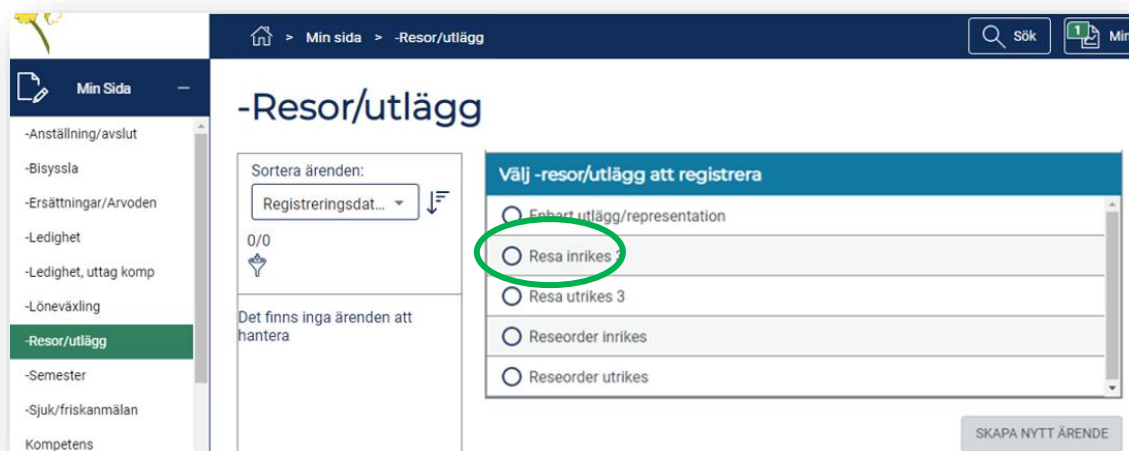 > Min sida > -Resor/utlägg
Sök
1
Min
Min Sida
-Anställning/avslut
-Bisyssla
-Ersättningar/Arvoden
-Ledighet
-Ledighet, uttag komp
-Löneväxling
-Resor/utlägg
-Semester
-Sjuk/friskanmälan
Kompetens
-Resor/utlägg
Sortera ärenden:
Registreringsdat...
0/0
Det finns inga ärenden att
hantera
Välj -resor/utlägg att registrera
Enbart utlägg/representation
Resa inrikes 3
Resa utrikes 3
Reseorder inrikes
Reseorder utrikes
SKAPA NYTT ÄRENDE